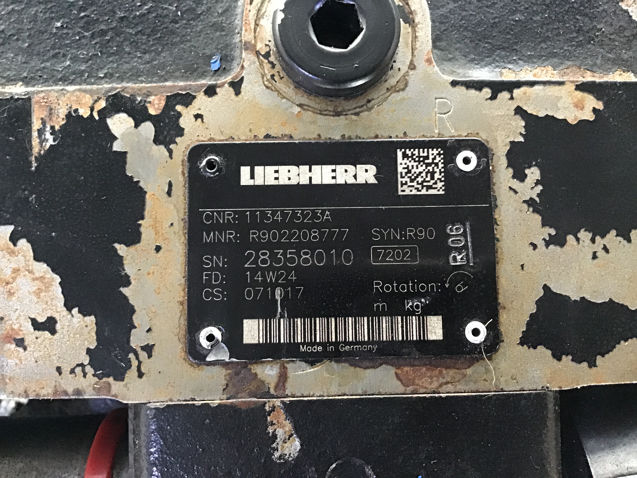 R
LIEBHERR
CNR: 11347323A
MNR: R902208777 SYN:R90
SN: 28358010 7202
R06
FD: 14W24
CS: 071017 Rotation:
m kg
Made in Germany